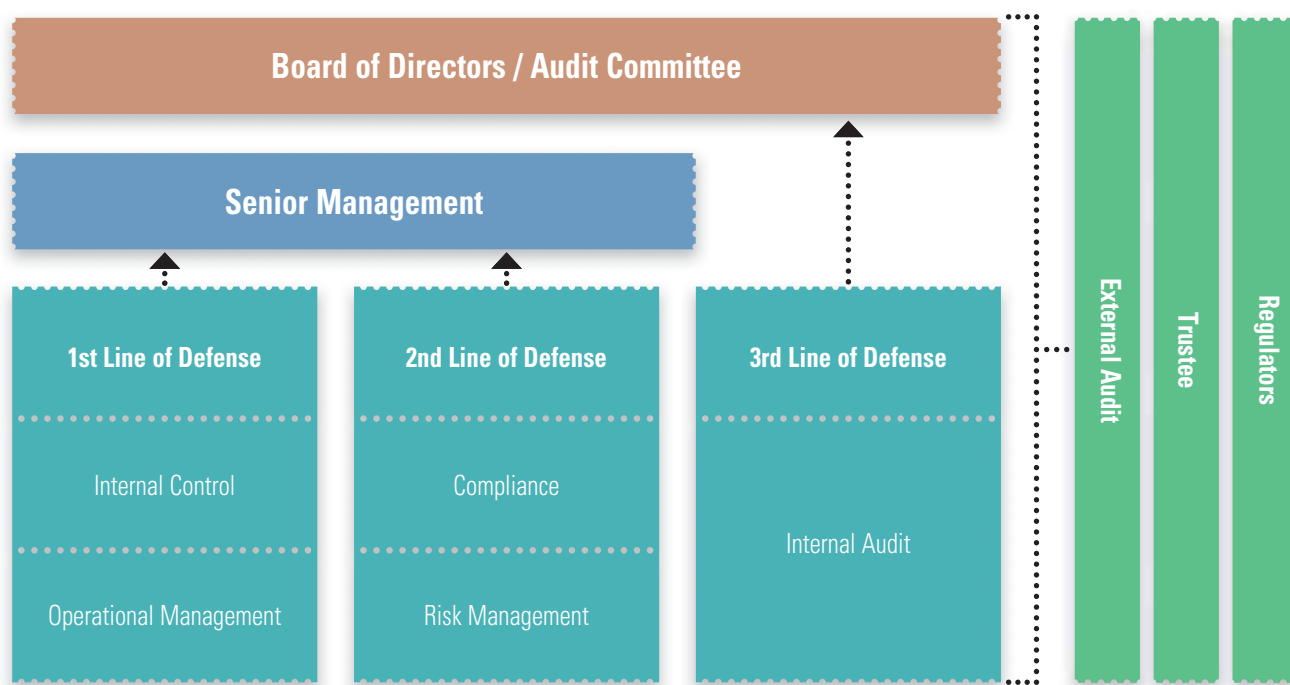 Board of Directors / Audit Committee
Senior Management
1st Line of Defense
Internal Control
Operational Management
2nd Line of Defense
Compliance
Risk Management
3rd Line of Defense
Internal Audit
External Audit
Trustee
Regulators